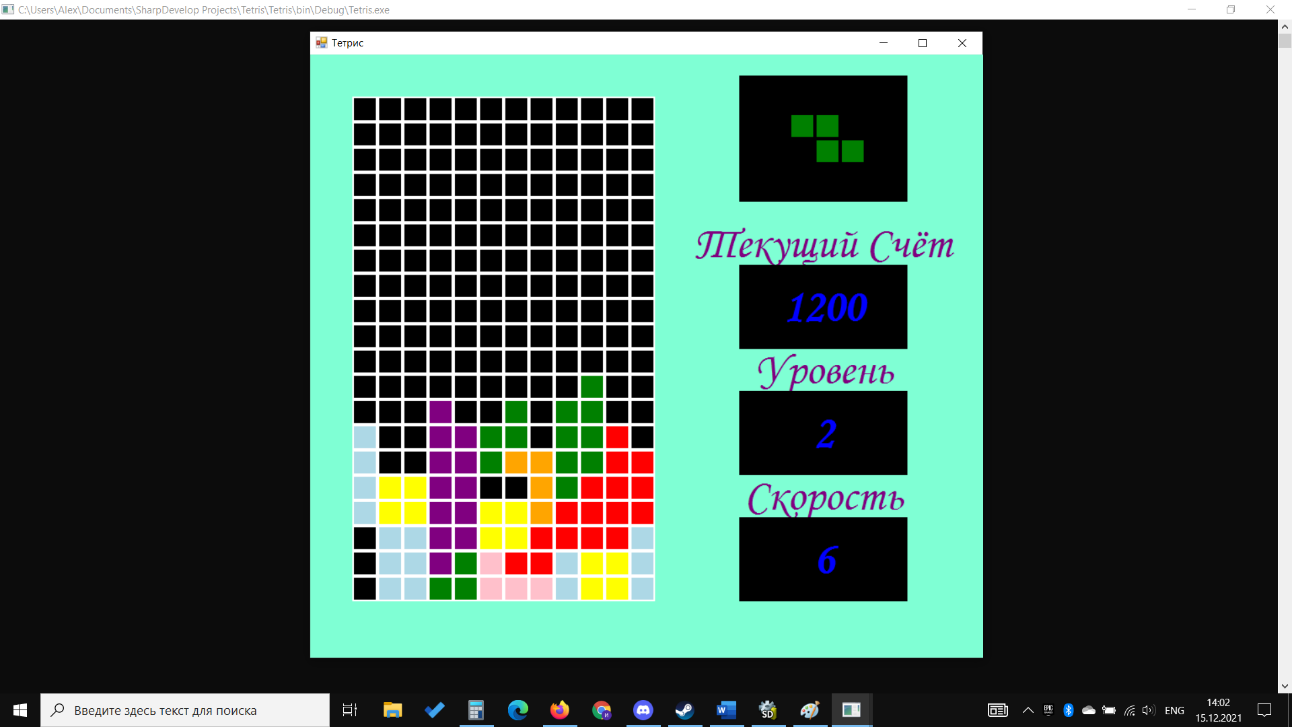 C:\Users\Alex\Documents\SharpDevelop Projects\Tetris\Tetris\bin\Debug\Tetris.exe
Тетрис
Текущий Счёт
1200
Уровень
2
Скорость
6
Введите здесь текст для поиска
SD
ENG
14:02
15.12.2021